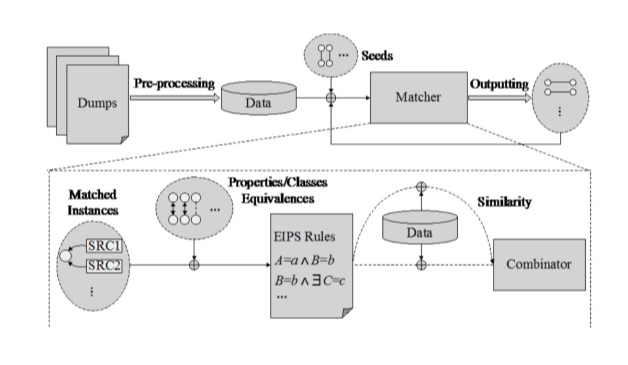 Seeds
...
Pre-processing
Outputting
Dumps
Data
Matcher
...
Properties/Classes
Equivalences
Matched
Instances
...
Similarity
SRC1
SRC2
...
EIPS Rules
A=a∧B=b
B=b∧∃C=c
...
Data
Combinator